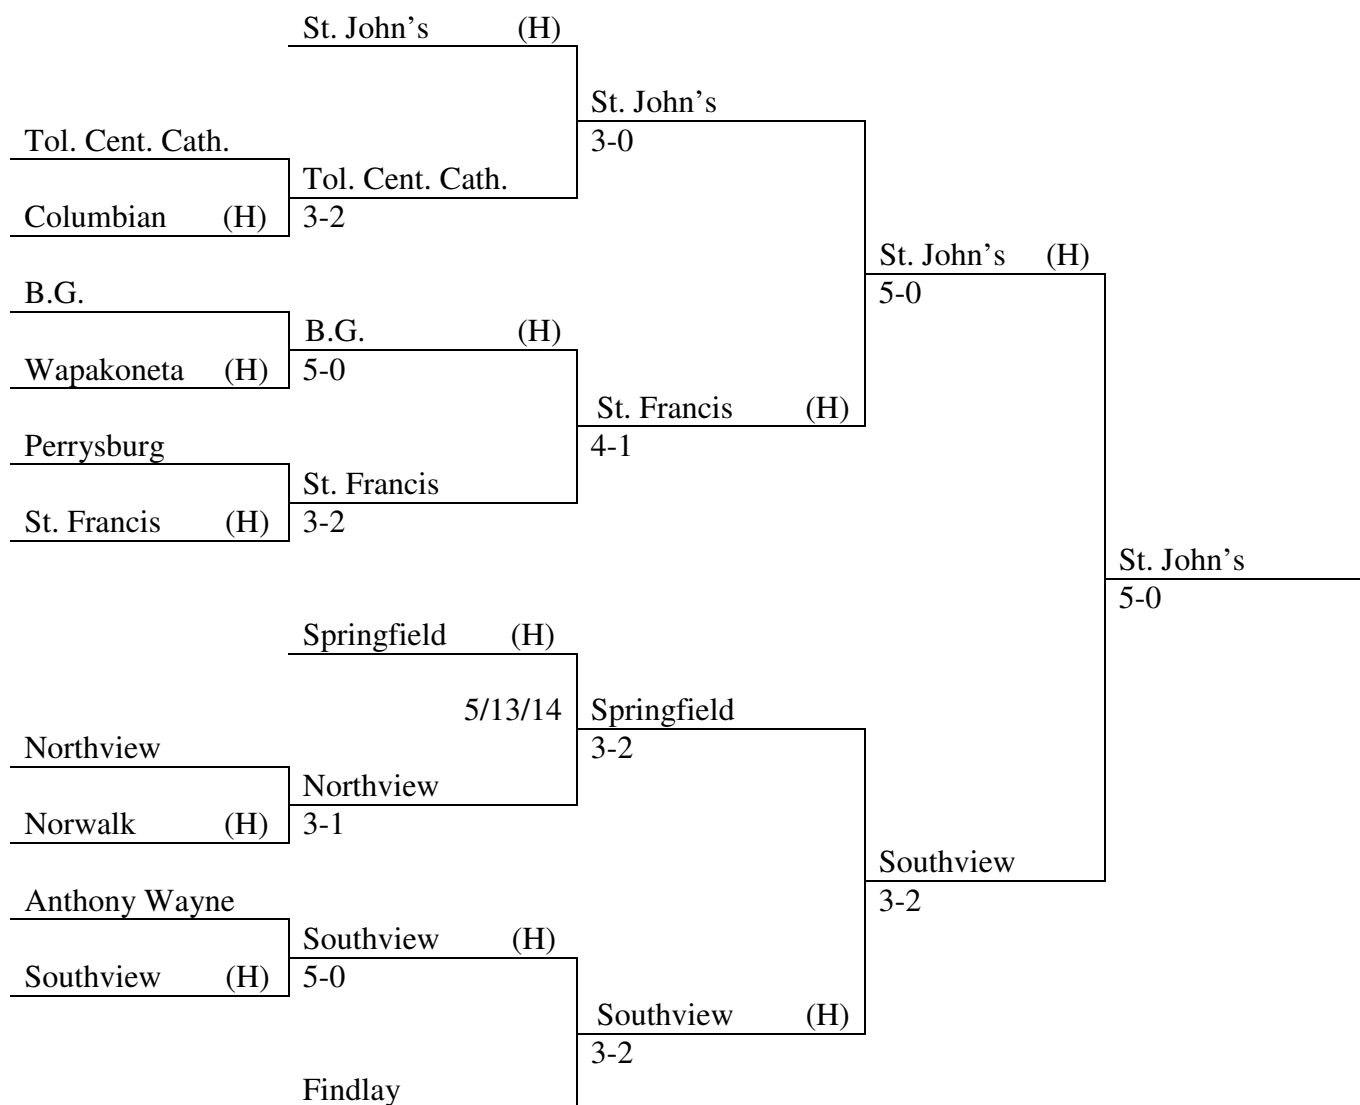 St. John’s (H)
St. John’s
3-0
Tol. Cent. Cath.
Tol. Cent. Cath.
Columbian (H) 3-2
St. John’s (H)
B.G.
5-0
B.G. (H)
Wapakoneta (H) 5-0
St. Francis (H)
Perrysburg
4-1
St. Francis
St. Francis (H) 3-2
St. John’s
5-0
Springfield (H)
5/13/14 Springfield
Northview
3-2
Northview
Norwalk (H) 3-1
Southview
Anthony Wayne
3-2
Southview (H)
Southview (H) 5-0
Southview (H)
3-2
Findlay